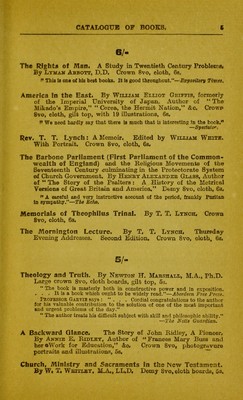 CATALOGUE OF BOOKS. 5
6/-
The Rights of Man. A Study in Twentieth Century Problems.
By LYMAN ABBOTT, D.D. Crown 8vo, cloth, 6s.
"This is one of his best books. It is good throughout."—Expository Times.
America in the East. By WILLIAM ELLIOT GRIFFIS, formerly
of the Imperial University of Japan. Author of "The
Mikado's Empire," "Corea, the Hermit Nation," &c. Crown
8vo, cloth, gilt top, with 19 illustrations, 6s.
"We need hardly say that there is much that is interesting in the book."
—Spectator.
Rev. T. T. Lynch: A Memoir. Edited by WILLIAM WHITE.
With Portrait. Crown 8vo, cloth, 6s.
The Barbone Parliament (First Parliament of the Common-
wealth of England) and the Religious Movements of the
Seventeenth Century culminating in the Protectorate System
of Church Government. By HENRY ALEXANDER GLASS, Author
of "The Story of the Psalters: A History of the Metrical
Versions of Great Britain and America." Demy 8vo, cloth, 6s.
"A careful and very instructive account of the period, frankly Puritan
in sympathy."—The Echo.
Memorials of Theophilus Trinal. By T. T. LYNCH. Crown
8vo, cloth, 6s.
The Mornington Lecture. By T. T. LYNCH. Thursday
Evening Addresses. Second Edition. Crown 8vo, cloth, 6s.
5/-
Theology and Truth. By NEWTON H. MARSHALL, M.A., Ph.D.
Large crown 8vo, cloth boards, gilt top, 5s.
"The book is masterly both in constructive power and in exposition.
. . . It is a book which ought to be widely read."—Aberdeen Free Press.
PROFESSOR GARVIE says: ". . . Cordial congratulations to the author
for his valuable contribution to the solution of one of the most important
and urgent problems of the day."
"The author treats his difficult subject with skill and philosophic ability."
—The Notts Guardian.
A Backward Glance. The Story of John Ridley, A Pioneer.
By ANNIE E. RIDLEY, Author of "Frances Mary Buss and
her Work for Education," &c. Crown 8vo, photogravure
portraits and illustrations, 5s.
Church, Ministry and Sacraments in the New Testament.
By W. T. WHITLEY, M.A., LL.D. Demy 8vo, cloth boards, 5s.